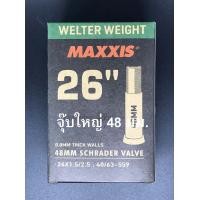 WELTER WEIGHT
MAXXIS
26"
จุ๊บใหญ่ 48 มม.
48MM
0.8MM THICK WALLS
48MM SCHRADER VALVE
26X1.5/2.5 , 40/63-559